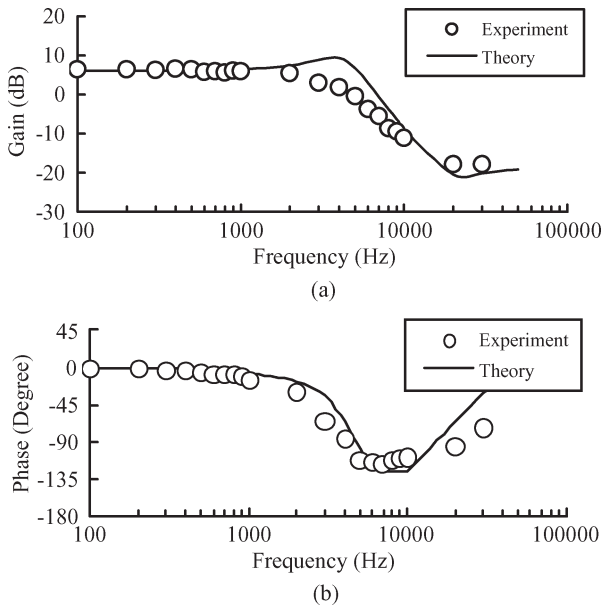 20
10
0
-10
-20
-30
Gain (dB)
Experiment
Theory
100
1000
10000
100000
Frequency (Hz)
(a)
45
0
-45
-90
-135
-180
Phase (Degree)
Experiment
Theory
100
1000
10000
100000
Frequency (Hz)
(b)